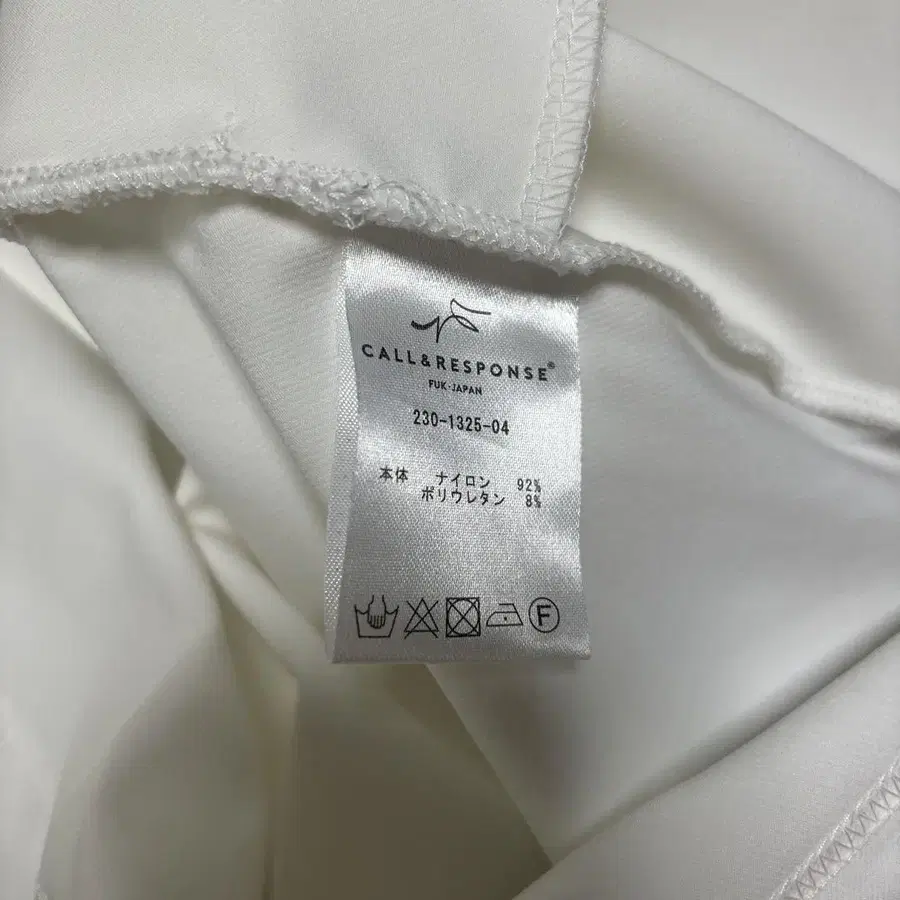 CALL&RESPONSE®
FUK-JAPAN
230-1325-04
本体 ナイロン 92%
ポリウレタン 8%
F